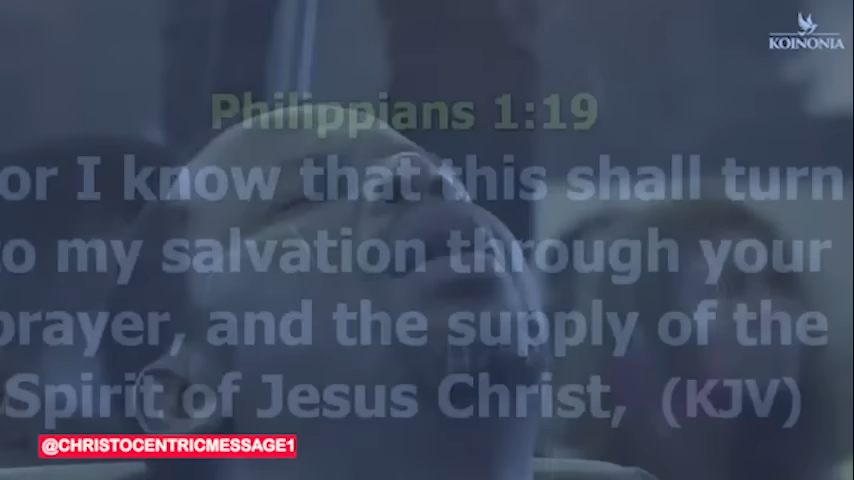 KOINONIA
Philippians 1:19
or I know that this shall turn
to my salvation through your
prayer, and the supply of the
Spirit of Jesus Christ, (KJV)
@CHRISTOCENTRICMESSAGE1